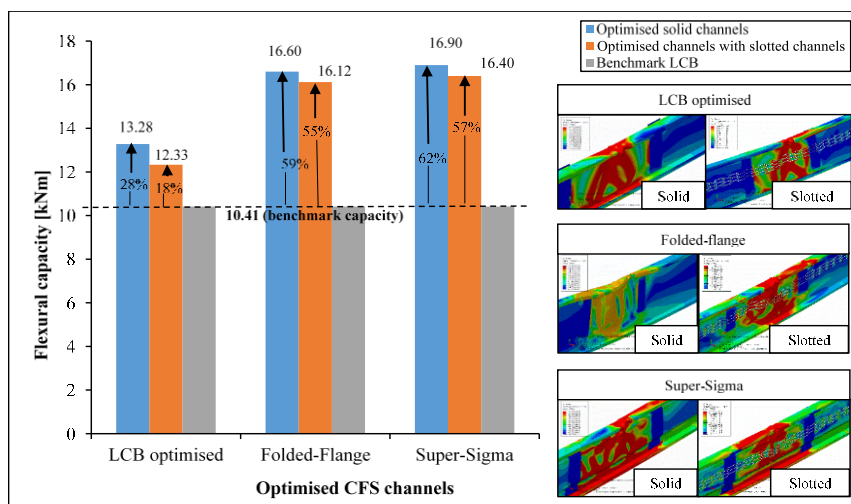 Flexural capacity [kNm]
18
16
14
12
10
8
6
4
2
0
Optimised solid channels
Optimised channels with slotted channels
Benchmark LCB
13.28
12.33
28%
18%
16.60
16.12
59%
55%
16.90
16.40
62%
57%
10.41 (benchmark capacity)
LCB optimised
Folded-Flange
Super-Sigma
Optimised CFS channels
LCB optimised
Solid
Slotted
Folded-flange
Solid
Slotted
Super-Sigma
Solid
Slotted